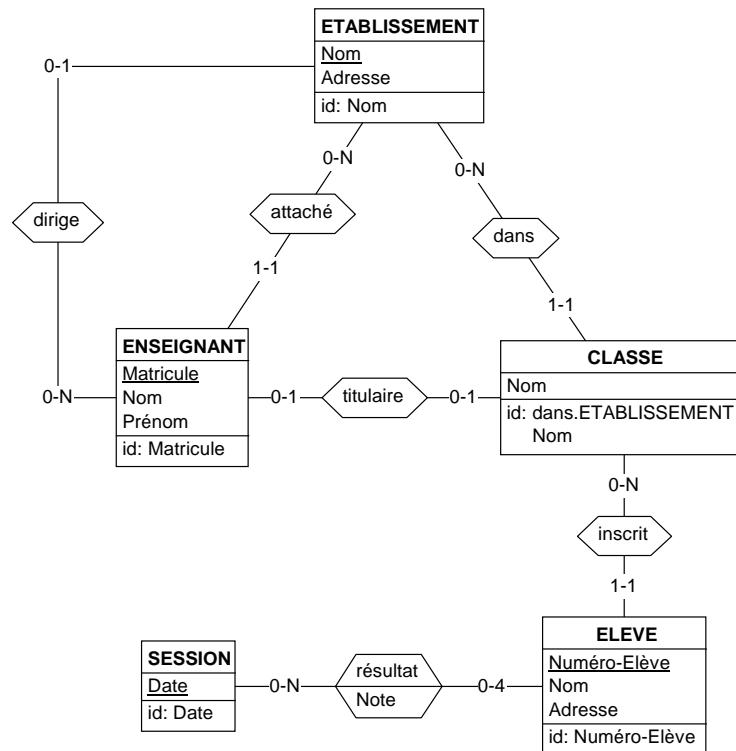 ETABLISSEMENT
Nom
Adresse
id: Nom
0-1
0-N
0-N
dirige
attaché
dans
1-1
1-1
ENSEIGNANT
Matricule
Nom
Prénom
id: Matricule
0-N
0-1
titulaire
0-1
CLASSE
Nom
id: dans.ETABLISSEMENT
Nom
0-N
inscrit
1-1
SESSION
Date
id: Date
0-N
résultat
Note
0-4
ELEVE
Numéro-Elève
Nom
Adresse
id: Numéro-Elève